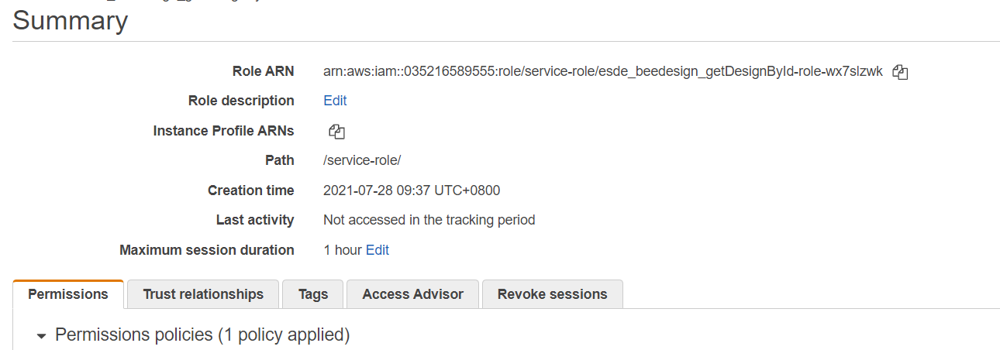 Summary
Role ARN arn:aws:iam::035216589555:role/service-role/esde_beedesign_getDesignById-role-wx7slzwk
Role description Edit
Instance Profile ARNs
Path /service-role/
Creation time 2021-07-28 09:37 UTC+0800
Last activity Not accessed in the tracking period
Maximum session duration 1 hour Edit
Permissions Trust relationships Tags Access Advisor Revoke sessions
Permissions policies (1 policy applied)